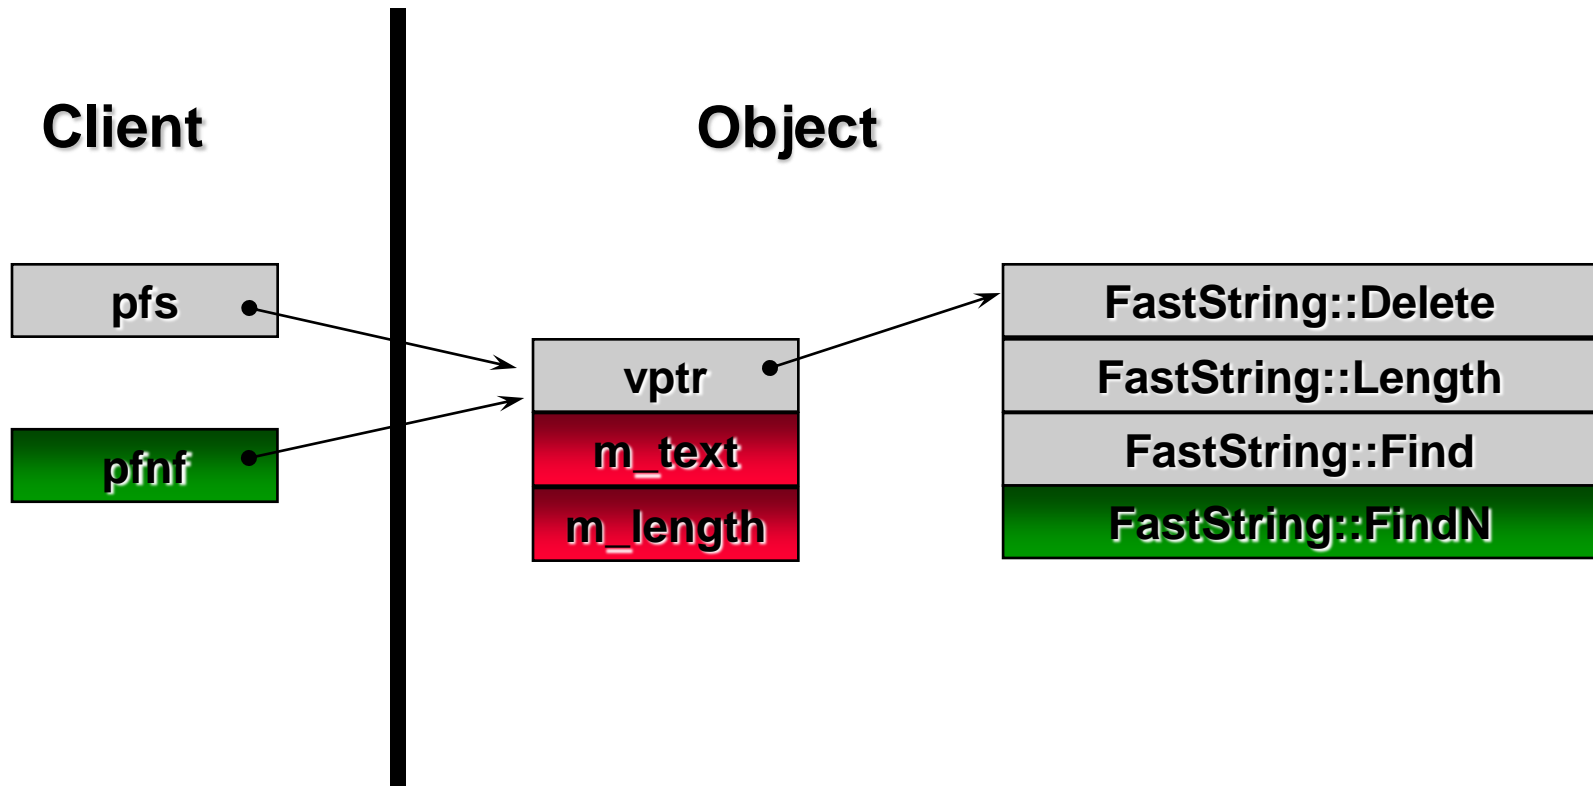 Client
Object
pfs
pfnf
vptr
m_text
m_length
FastString::Delete
FastString::Length
FastString::Find
FastString::FindN